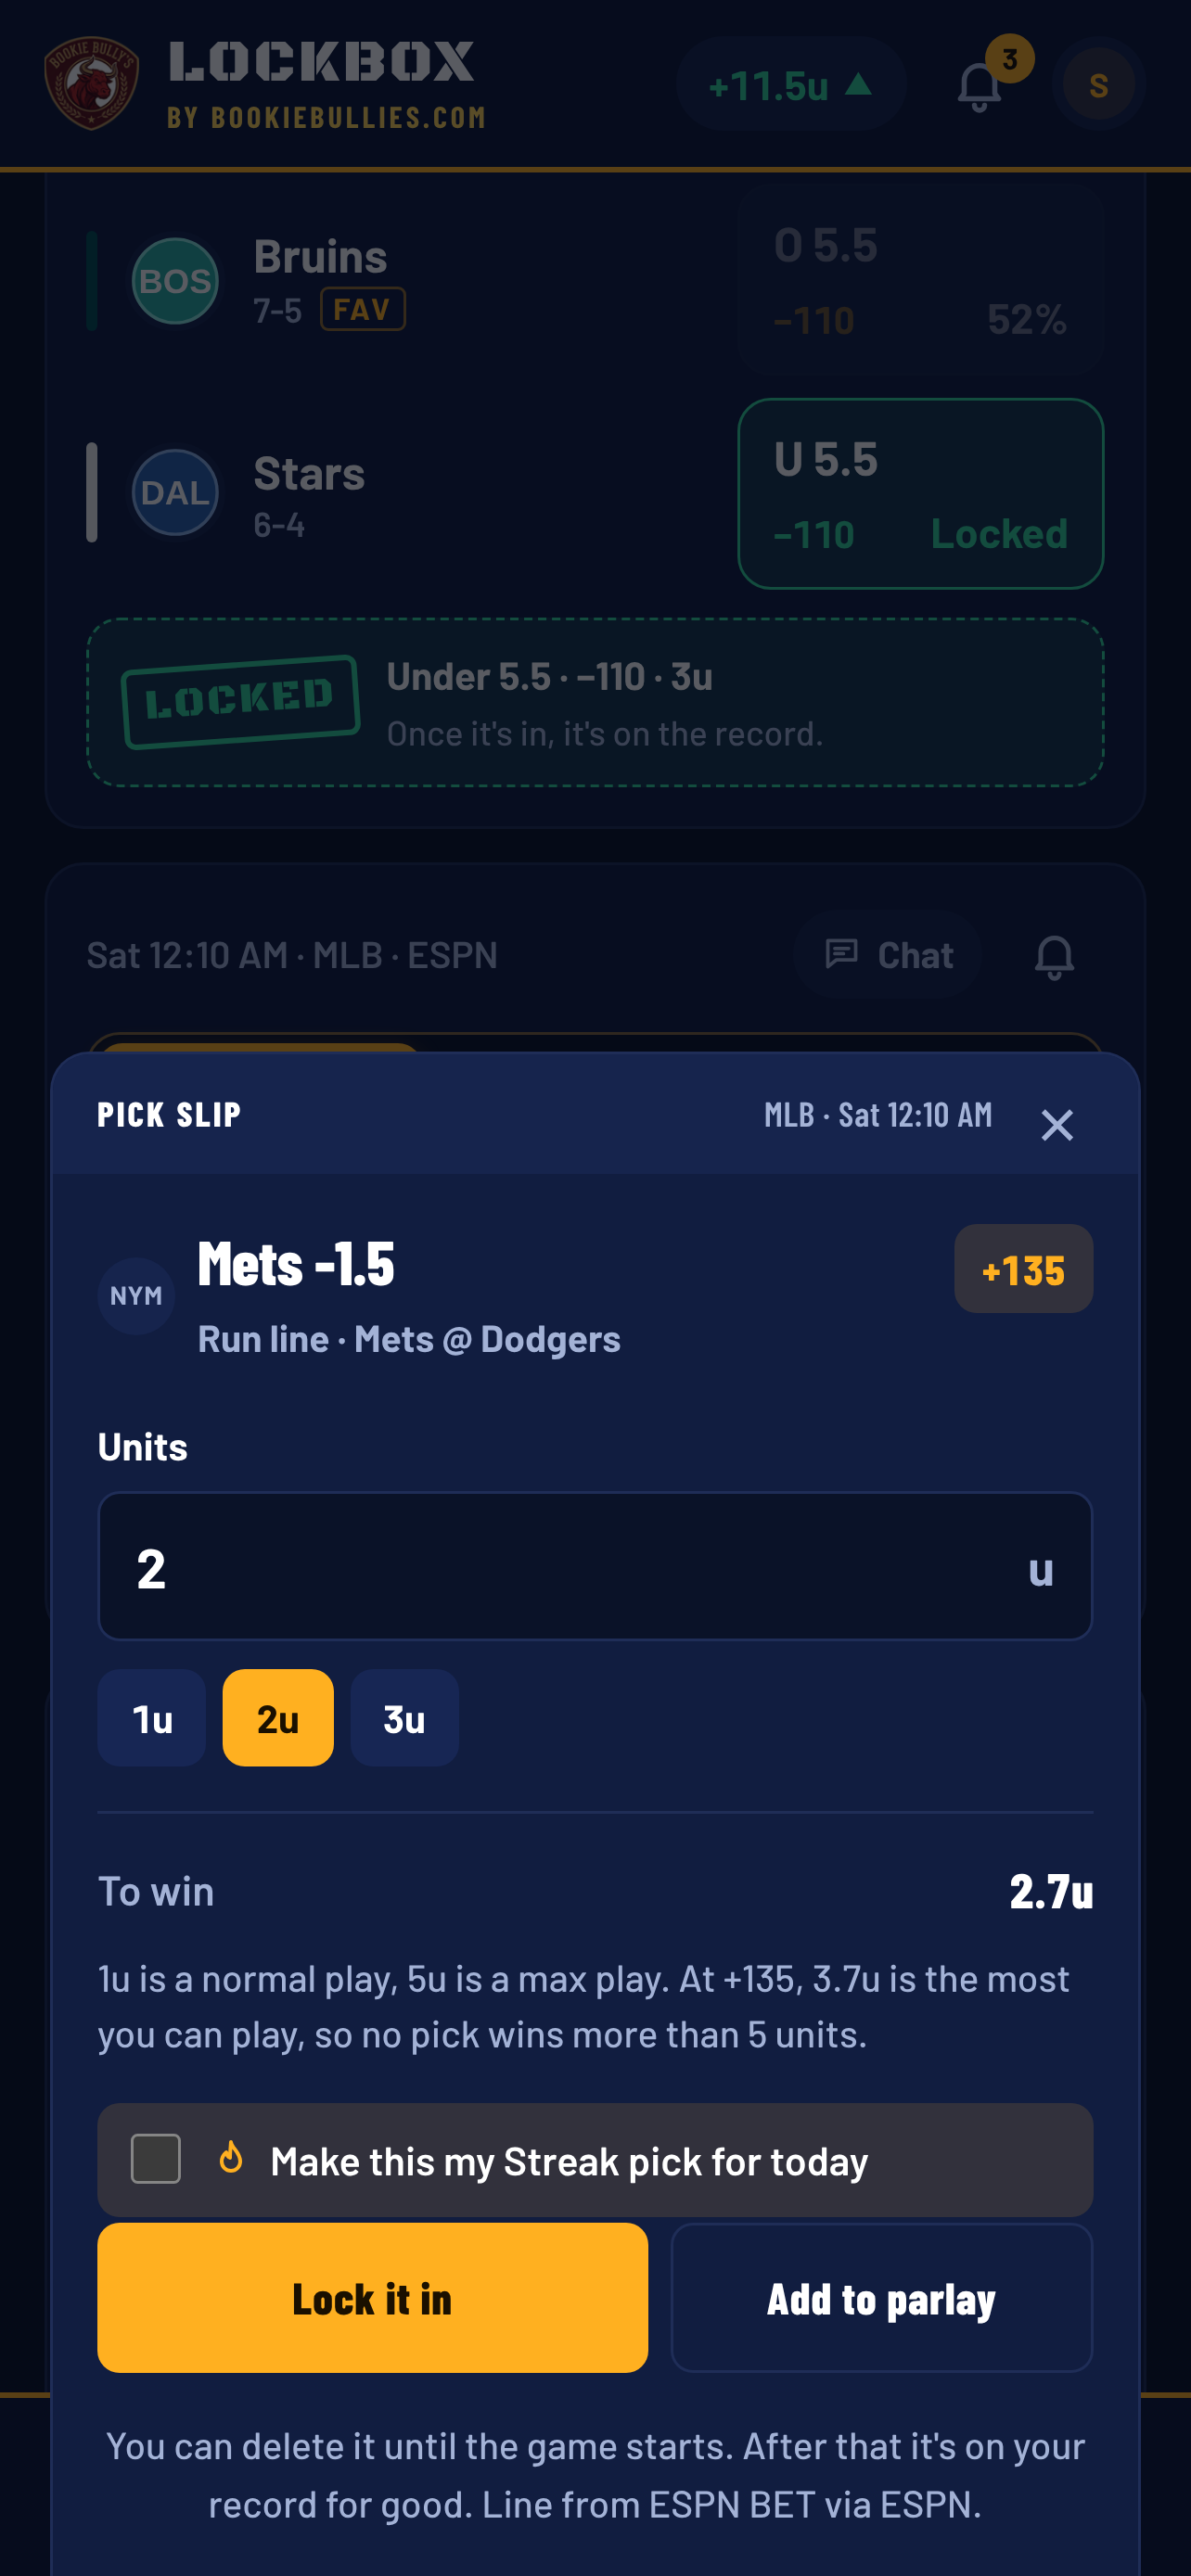 BOOKIE BULLY'S
LOCKBOX
BY BOOKIEBULLIES.COM
+11.5u ▲
3
S
BOS
Bruins
7-5 FAV
O 5.5
-110 52%
DAL
Stars
6-4
U 5.5
-110 Locked
LOCKED
Under 5.5 · -110 · 3u
Once it's in, it's on the record.
Sat 12:10 AM · MLB · ESPN
Chat
PICK SLIP
MLB · Sat 12:10 AM
NYM
Mets -1.5
+135
Run line · Mets @ Dodgers
Units
2 u
1u 2u 3u
To win 2.7u
1u is a normal play, 5u is a max play. At +135, 3.7u is the most
you can play, so no pick wins more than 5 units.
Make this my Streak pick for today
Lock it in
Add to parlay
You can delete it until the game starts. After that it's on your
record for good. Line from ESPN BET via ESPN.